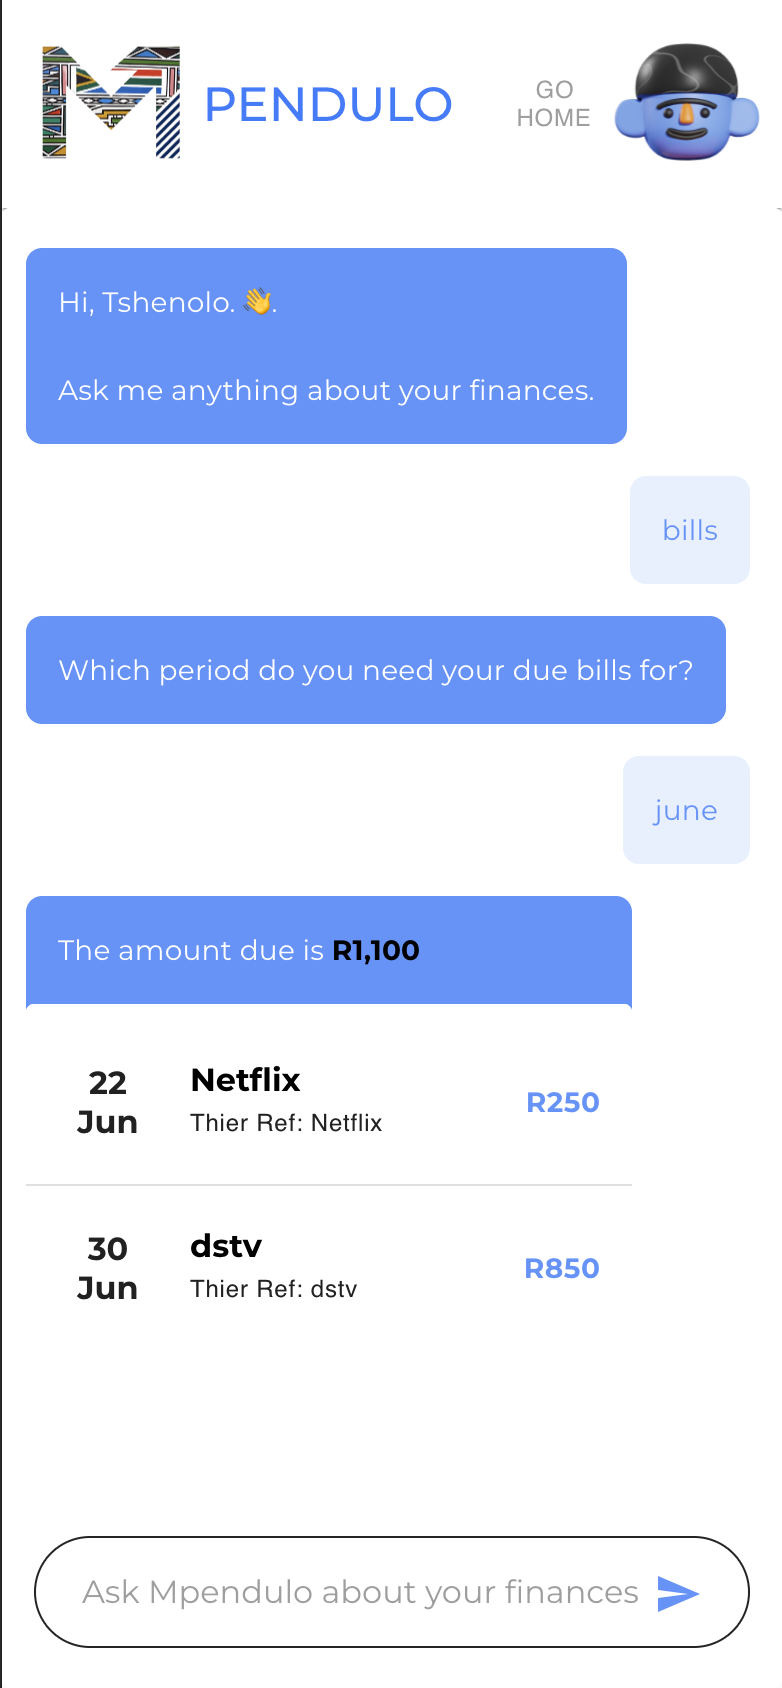 M PENDULO
GO
HOME
Hi, Tshenolo. 👋.
Ask me anything about your finances.
bills
Which period do you need your due bills for?
june
The amount due is R1,100
22
Jun
Netflix
Thier Ref: Netflix
R250
30
Jun
dstv
Thier Ref: dstv
R850
Ask Mpendulo about your finances